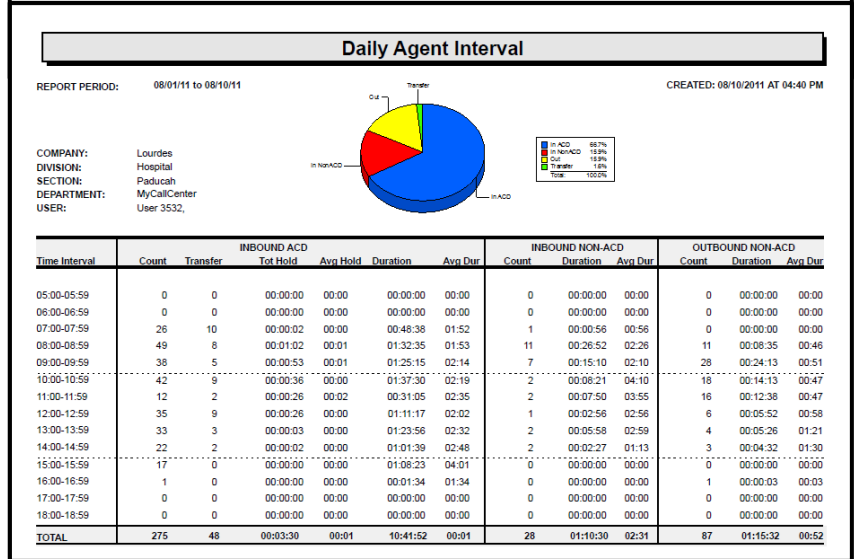 Daily Agent Interval
REPORT PERIOD: 08/01/11 to 08/10/11
CREATED: 08/10/2011 AT 04:40 PM
Transfer
Out
In NonACD
In ACD
In ACD 66.7%
In NonACD 15.9%
Out 15.9%
Transfer 1.6%
Total: 100.0%
COMPANY: Lourdes
DIVISION: Hospital
SECTION: Paducah
DEPARTMENT: MyCallCenter
USER: User 3532,
INBOUND ACD INBOUND NON-ACD OUTBOUND NON-ACD
Time Interval Count Transfer Tot Hold Avg Hold Duration Avg Dur Count Duration Avg Dur Count Duration Avg Dur
05:00-05:59 0 0 00:00:00 00:00 00:00:00 00:00 0 00:00:00 00:00 0 00:00:00 00:00
06:00-06:59 0 0 00:00:00 00:00 00:00:00 00:00 0 00:00:00 00:00 0 00:00:00 00:00
07:00-07:59 26 10 00:00:02 00:00 00:48:38 01:52 1 00:00:56 00:56 0 00:00:00 00:00
08:00-08:59 49 8 00:01:02 00:01 01:32:35 01:53 11 00:26:52 02:26 11 00:08:35 00:46
09:00-09:59 38 5 00:00:53 00:01 01:25:15 02:14 7 00:15:10 02:10 28 00:24:13 00:51
10:00-10:59 42 9 00:00:36 00:00 01:37:30 02:19 2 00:08:21 04:10 18 00:14:13 00:47
11:00-11:59 12 2 00:00:26 00:02 00:31:05 02:35 2 00:07:50 03:55 16 00:12:38 00:47
12:00-12:59 35 9 00:00:26 00:00 01:11:17 02:02 1 00:02:56 02:56 6 00:05:52 00:58
13:00-13:59 33 3 00:00:03 00:00 01:23:56 02:32 2 00:05:58 02:59 4 00:05:26 01:21
14:00-14:59 22 2 00:00:02 00:00 01:01:39 02:48 2 00:02:27 01:13 3 00:04:32 01:30
15:00-15:59 17 0 00:00:00 00:00 01:08:23 04:01 0 00:00:00 00:00 0 00:00:00 00:00
16:00-16:59 1 0 00:00:00 00:00 00:01:34 01:34 0 00:00:00 00:00 1 00:00:03 00:03
17:00-17:59 0 0 00:00:00 00:00 00:00:00 00:00 0 00:00:00 00:00 0 00:00:00 00:00
18:00-18:59 0 0 00:00:00 00:00 00:00:00 00:00 0 00:00:00 00:00 0 00:00:00 00:00
TOTAL 275 48 00:03:30 00:01 10:41:52 00:01 28 01:10:30 02:31 87 01:15:32 00:52